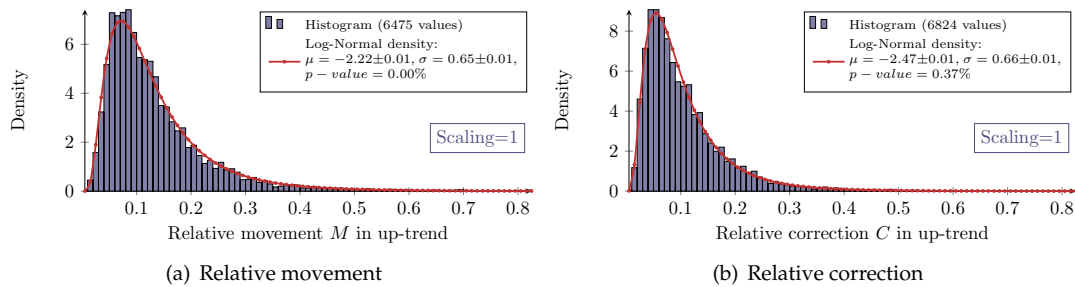 Histogram (6475 values)
Log-Normal density:
μ = −2.22±0.01, σ = 0.65±0.01,
p − value = 0.00%
Scaling=1
Density
6
4
2
0
0.1 0.2 0.3 0.4 0.5 0.6 0.7 0.8
Relative movement M in up-trend
(a) Relative movement
Histogram (6824 values)
Log-Normal density:
μ = −2.47±0.01, σ = 0.66±0.01,
p − value = 0.37%
Scaling=1
Density
8
6
4
2
0
0.1 0.2 0.3 0.4 0.5 0.6 0.7 0.8
Relative correction C in up-trend
(b) Relative correction